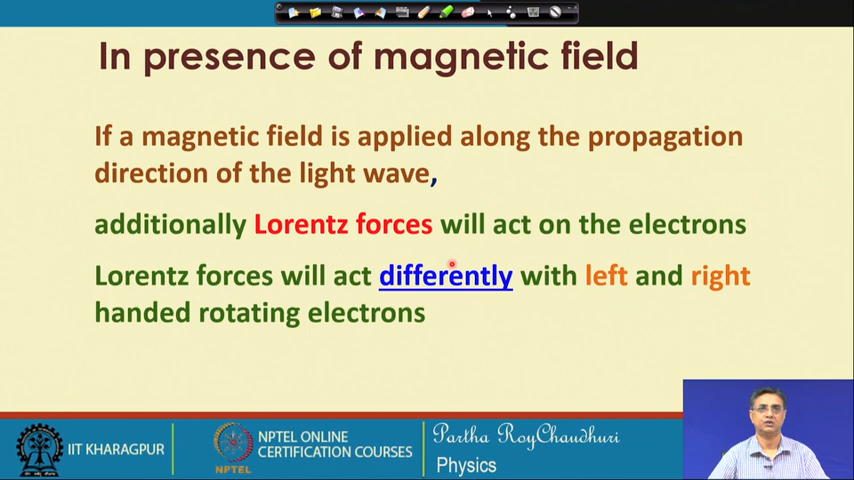 In presence of magnetic field
If a magnetic field is applied along the propagation
direction of the light wave,
additionally Lorentz forces will act on the electrons
Lorentz forces will act differently with left and right
handed rotating electrons
IIT KHARAGPUR
NPTEL
NPTEL ONLINE
CERTIFICATION COURSES
Partha RoyChaudhuri
Physics